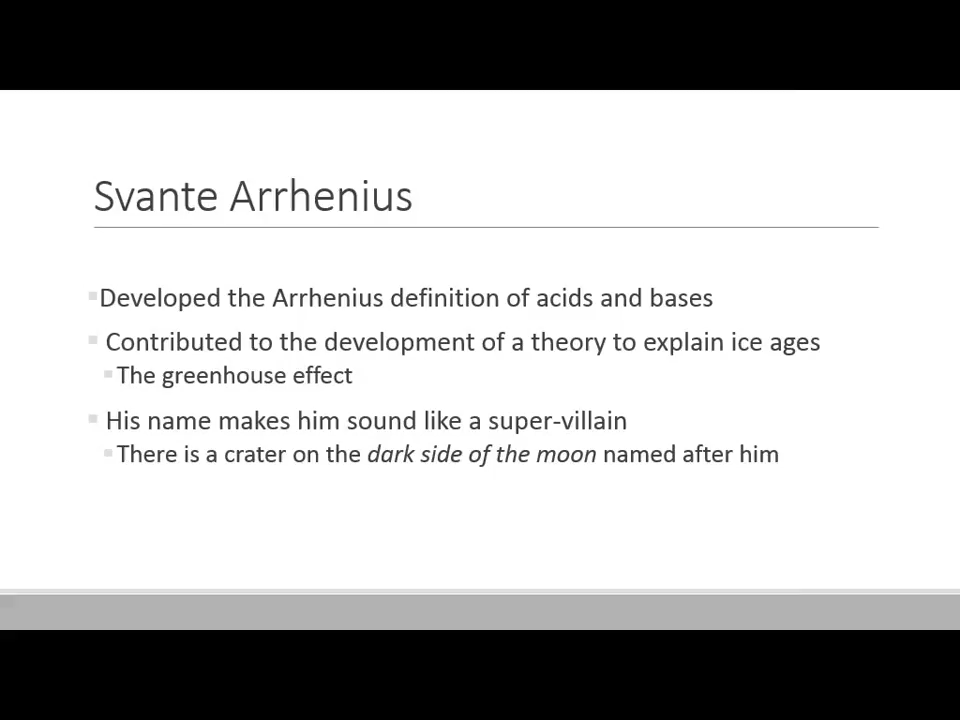 Svante Arrhenius
Developed the Arrhenius definition of acids and bases
Contributed to the development of a theory to explain ice ages
The greenhouse effect
His name makes him sound like a super-villain
There is a crater on the dark side of the moon named after him